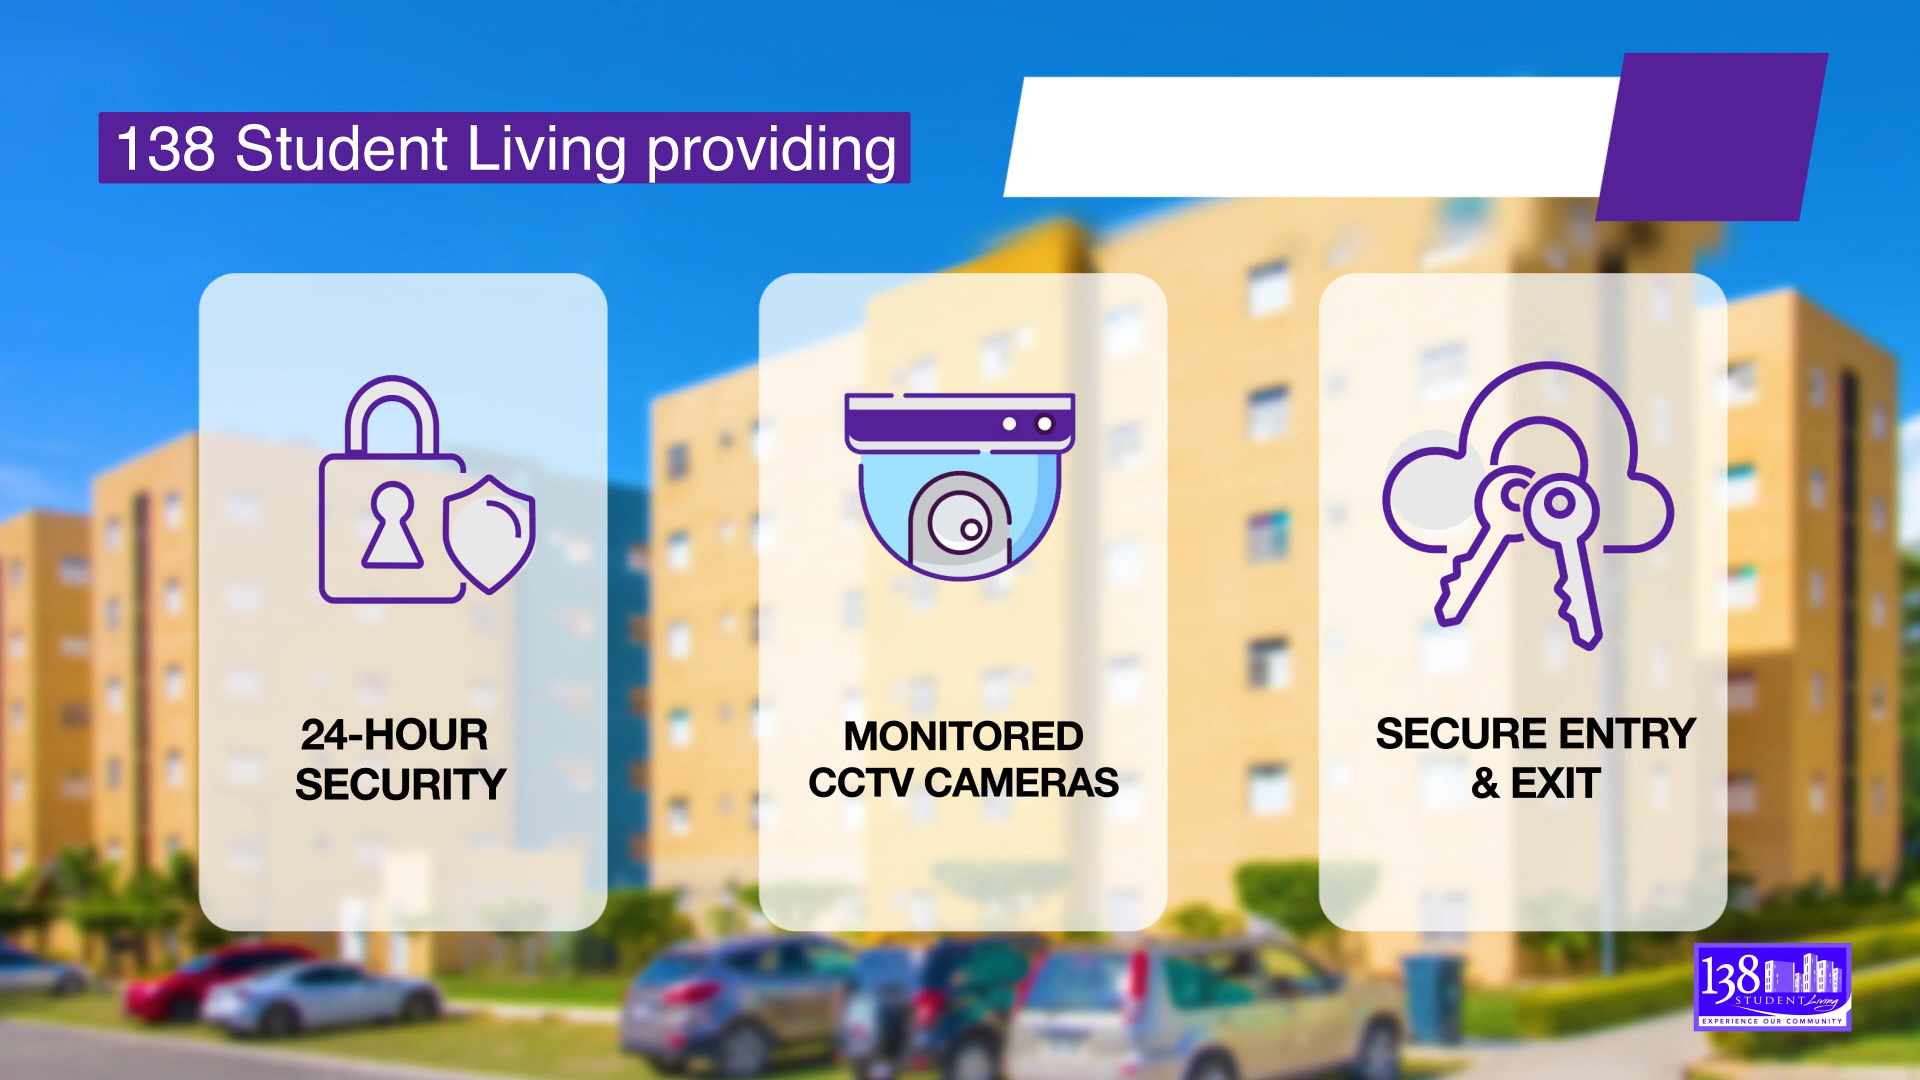 138 Student Living providing
24-HOUR
SECURITY
MONITORED
CCTV CAMERAS
SECURE ENTRY
& EXIT
138
STUDENT Living
EXPERIENCE OUR COMMUNITY